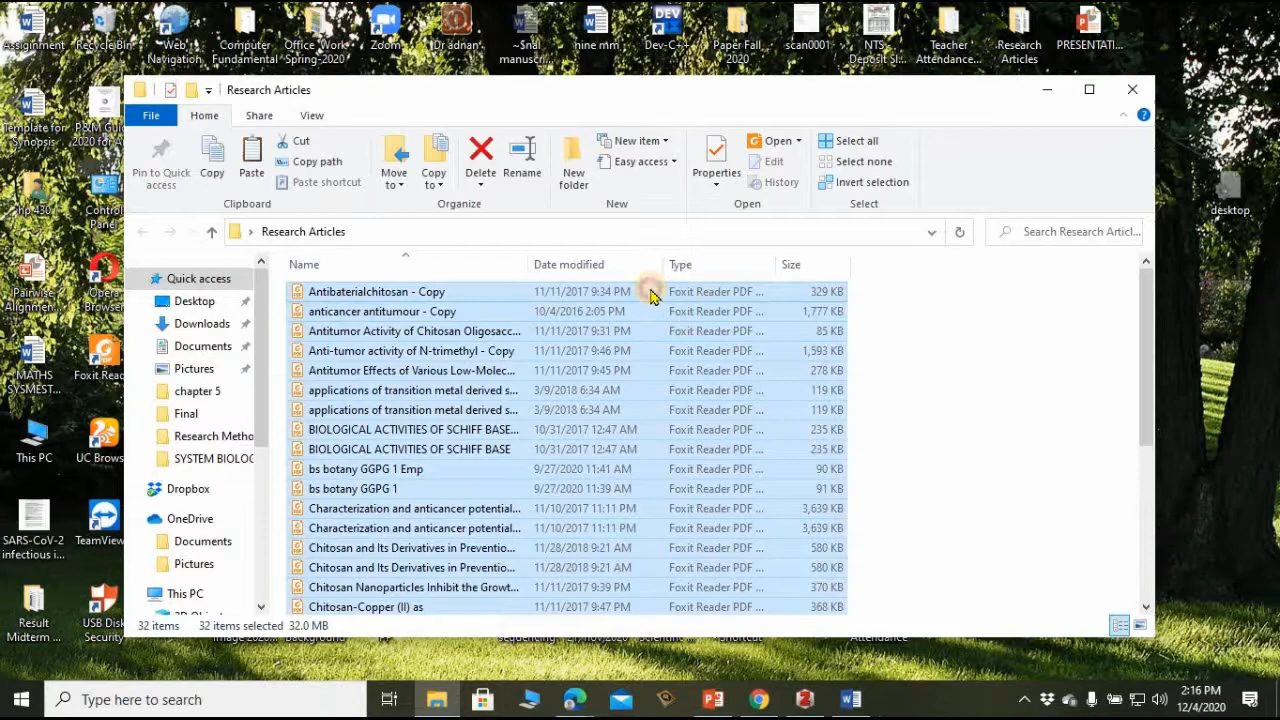 Assignment
Recycle Bin
Web Navigation
Computer Fundamental
Office Work Spring-2020
Zoom
Dr adnan
~$nal manuscri...
nine mm
Dev-C++
Paper Fall 2020
scan0001
NTS - Deposit Sl...
Teacher Attendance...
Research Articles
PRESENTATI...
Research Articles
File
Home
Share
View
Pin to Quick access
Copy
Paste
Cut
Copy path
Paste shortcut
Clipboard
Move to
Copy to
Delete
Rename
Organize
New folder
New item
Easy access
New
Properties
Open
Edit
History
Open
Select all
Select none
Invert selection
Select
Research Articles
Search Research Articl...
Name Date modified Type Size
Antibaterialchitosan - Copy 11/11/2017 9:34 PM Foxit Reader PDF ... 329 KB
anticancer antitumour - Copy 10/4/2016 2:05 PM Foxit Reader PDF ... 1,777 KB
Antitumor Activity of Chitosan Oligosacc... 11/11/2017 9:31 PM Foxit Reader PDF ... 85 KB
Anti-tumor activity of N-trimethyl - Copy 11/11/2017 9:46 PM Foxit Reader PDF ... 1,593 KB
Antitumor Effects of Various Low-Molec... 11/11/2017 9:45 PM Foxit Reader PDF ... 278 KB
applications of transition metal derived s... 3/9/2018 6:34 AM Foxit Reader PDF ... 119 KB
applications of transition metal derived s... 3/9/2018 6:34 AM Foxit Reader PDF ... 119 KB
BIOLOGICAL ACTIVITIES OF SCHIFF BASE... 10/31/2017 12:47 AM Foxit Reader PDF ... 235 KB
BIOLOGICAL ACTIVITIES OF SCHIFF BASE 10/31/2017 12:47 AM Foxit Reader PDF ... 235 KB
bs botany GGPG 1 Emp 9/27/2020 11:41 AM Foxit Reader PDF ... 90 KB
bs botany GGPG 1 9/27/2020 11:39 AM Foxit Reader PDF ... 91 KB
Characterization and anticancer potential... 11/10/2017 11:11 PM Foxit Reader PDF ... 3,639 KB
Characterization and anticancer potential... 11/10/2017 11:11 PM Foxit Reader PDF ... 3,639 KB
Chitosan and Its Derivatives in Preventio... 11/28/2018 9:21 AM Foxit Reader PDF ... 580 KB
Chitosan and Its Derivatives in Preventio... 11/28/2018 9:21 AM Foxit Reader PDF ... 580 KB
Chitosan Nanoparticles Inhibit the Growt... 11/11/2017 9:39 PM Foxit Reader PDF ... 370 KB
Chitosan-Copper (II) as 11/11/2017 9:47 PM Foxit Reader PDF ... 368 KB
Quick access
Desktop
Downloads
Documents
Pictures
chapter 5
Final
Research Metho
SYSTEM BIOLOG
Dropbox
OneDrive
Documents
Pictures
This PC
32 items 32 items selected 32.0 MB
Template for Synopsis
P&M Gui
2020 for A
hp 430
Control Panel
Pairwise Alignmen...
Opera Browser
MATHS SYSMEST...
Foxit Rea
This PC
UC Brows
SARS-CoV-2 infectious i...
TeamView
Result Midterm ...
USB Disk Security
desktop
Type here to search
2:16 PM
12/4/2020